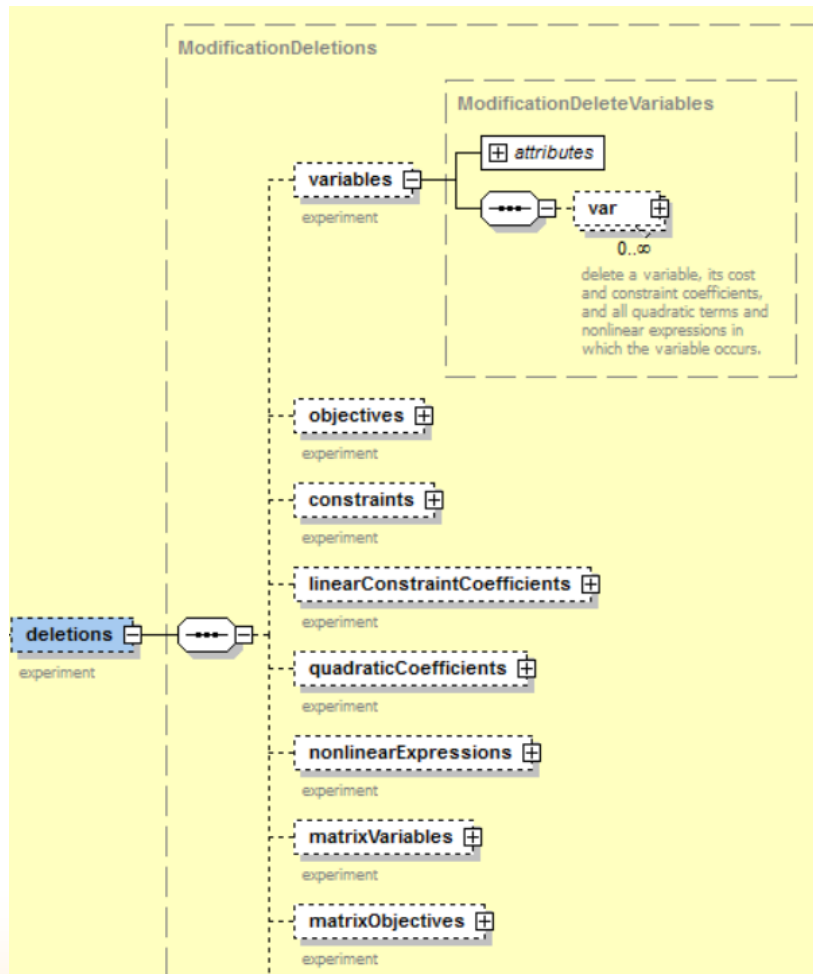 ModificationDeletions
ModificationDeleteVariables
attributes
variables
experiment
var
0..∞
delete a variable, its cost
and constraint coefficients,
and all quadratic terms and
nonlinear expressions in
which the variable occurs.
objectives
experiment
constraints
experiment
linearConstraintCoefficients
experiment
deletions
experiment
quadraticCoefficients
experiment
nonlinearExpressions
experiment
matrixVariables
experiment
matrixObjectives
experiment